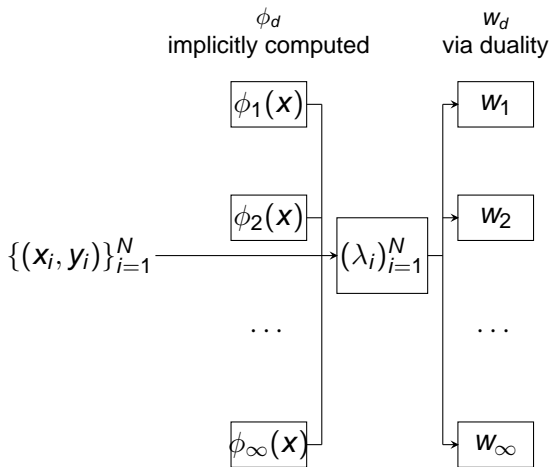 ϕ_d w_d
implicitly computed via duality
ϕ_1(x) w_1
ϕ_2(x) w_2
{(x_i, y_i)}_{i=1}^N (λ_i)_{i=1}^N
... ...
ϕ_∞(x) w_∞